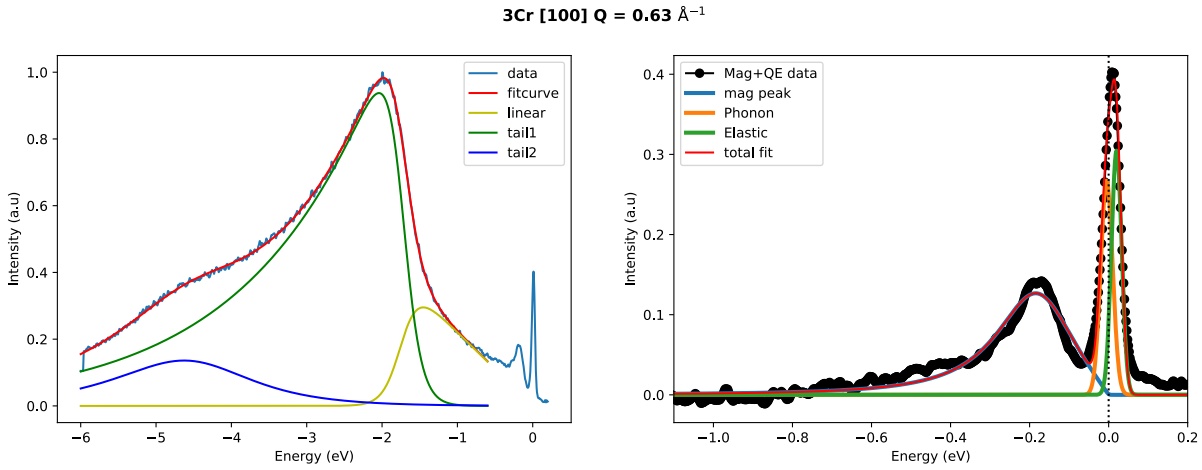 3Cr [100] Q = 0.63 Å⁻¹
1.0
0.8
0.6
0.4
0.2
0.0
Intensity (a.u)
−6 −5 −4 −3 −2 −1 0
Energy (eV)
data
fitcurve
linear
tail1
tail2
0.4
0.3
0.2
0.1
0.0
Intensity (a.u)
−1.0 −0.8 −0.6 −0.4 −0.2 0.0 0.2
Energy (eV)
Mag+QE data
mag peak
Phonon
Elastic
total fit